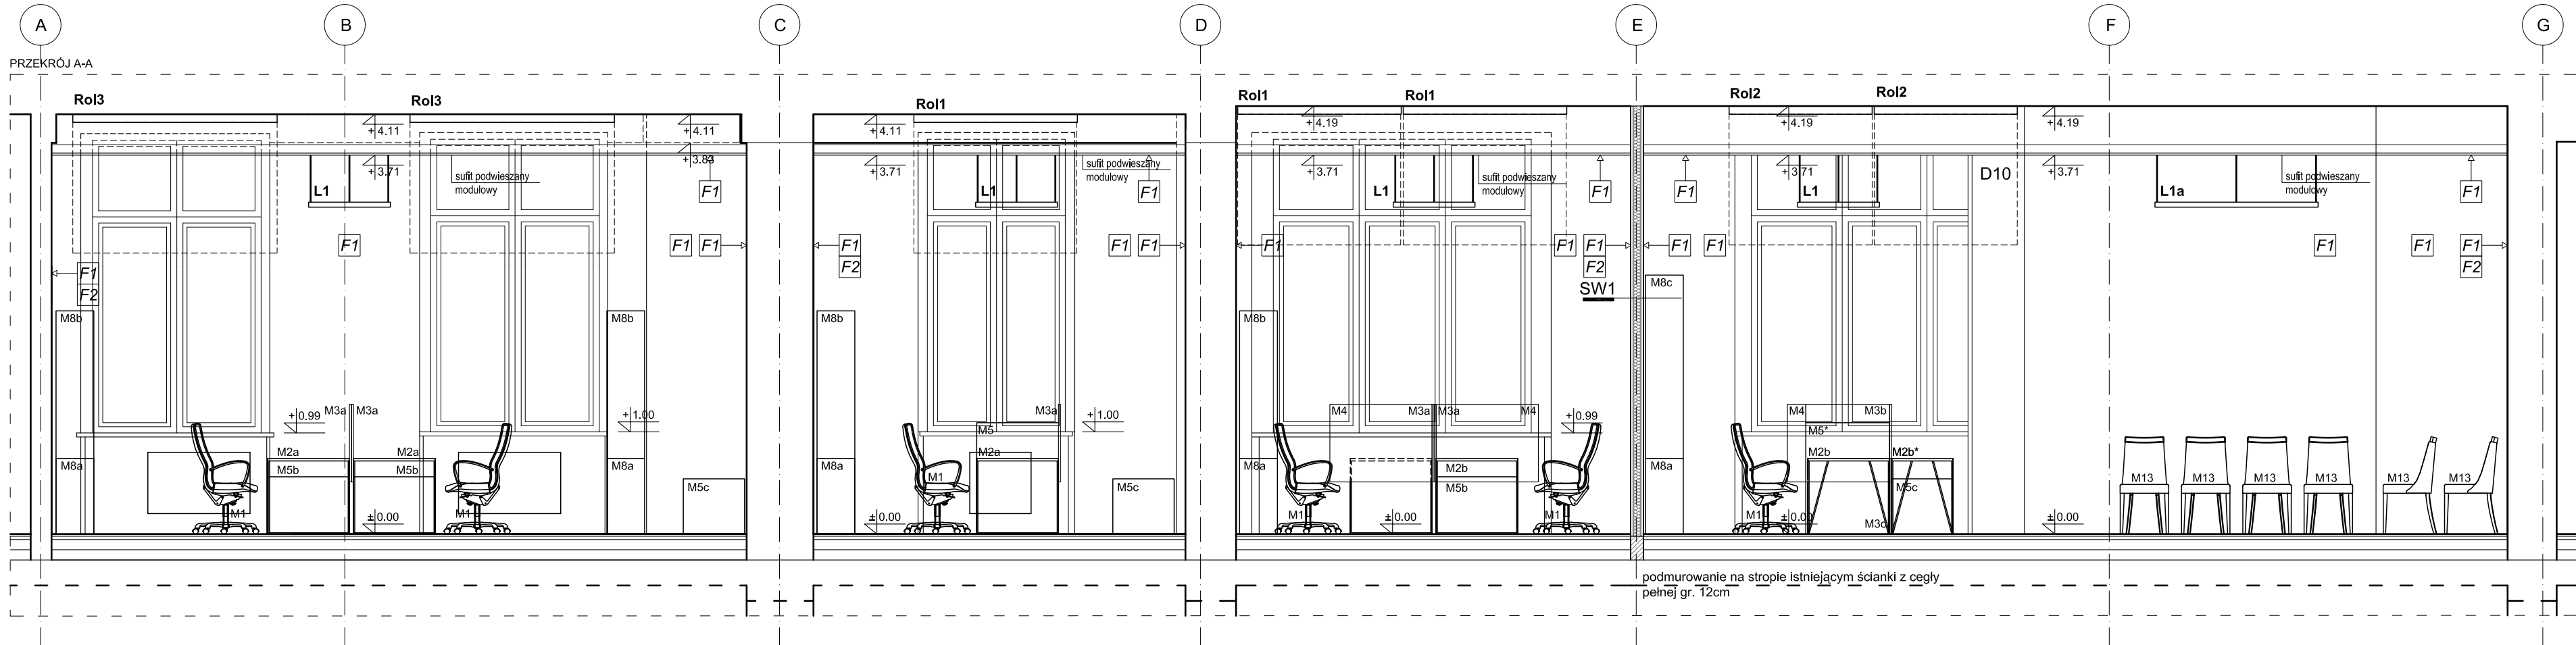 A
B
C
D
E
F
G
PRZEKRÓJ A-A
Rol3
Rol3
Rol1
Rol1
Rol1
Rol2
Rol2
+ 4.11
+ 4.11
+ 4.11
+ 4.19
+ 4.19
+ 4.19
+3.83
+ 3.71
+ 3.71
+ 3.71
+ 3.71
+ 3.71
sufit podwieszany
modułowy
sufit podwieszany
modułowy
sufit podwieszany
modułowy
sufit podwieszany
modułowy
L1
L1
L1
L1
L1a
D10
F1
F1
F1
F1
F1
F1
F1
F1
F1
F2
F1
F1
F1
F1
F1
F2
F1
F1
F1
F1
F1
F2
F1
F2
SW1
M8b
M8b
M8b
M8b
M8c
+0.99
M3a
M3a
+1.00
M3a
+1.00
M4
M3a
M3a
M4
+0.99
M4
M3b
M5
M5*
M8a
M2a
M2a
M8a
M8a
M2a
M8a
M8a
M2b
M2b*
M5b
M5b
M5c
M1
M5c
M2b
M5b
M5c
M13
M13
M13
M13
M13
M13
M1
±0.00
M1
±0.00
M1
±0.00
M1
M1
±0.00
M3c
±0.00
podmurowanie na stropie istniejącym ścianki z cegły
pełnej gr. 12cm